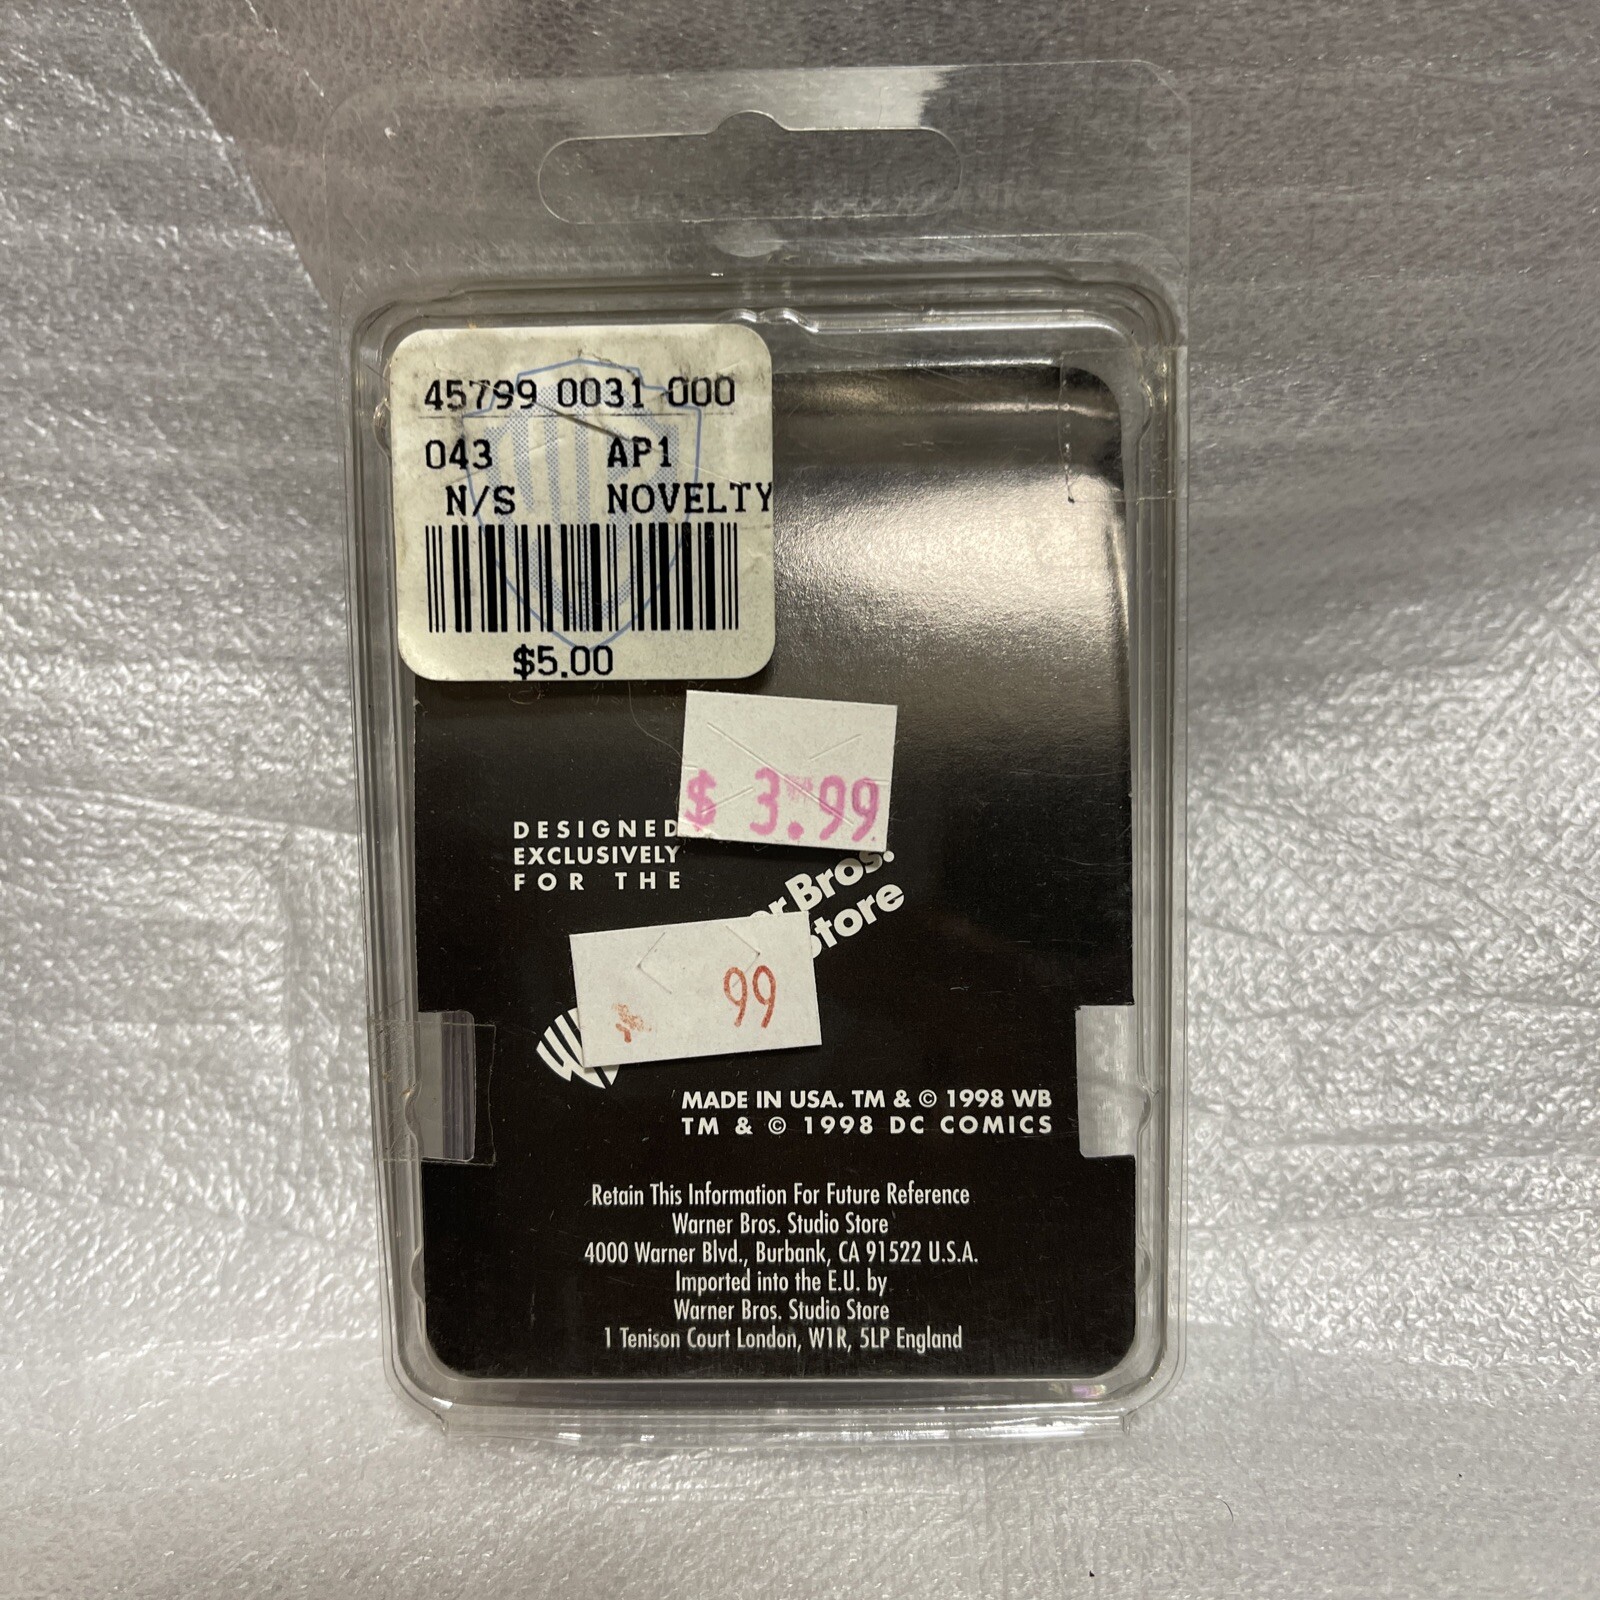 45799 0031 000
043 AP1
N/S NOVELTY
$5.00
$ 3.99
DESIGNED
EXCLUSIVELY
FOR THE
Bros.
Store
$ 99
MADE IN USA. TM & © 1998 WB
TM & © 1998 DC COMICS
Retain This Information For Future Reference
Warner Bros. Studio Store
4000 Warner Blvd., Burbank, CA 91522 U.S.A.
Imported into the E.U. by
Warner Bros. Studio Store
1 Tenison Court London, W1R, 5LP England